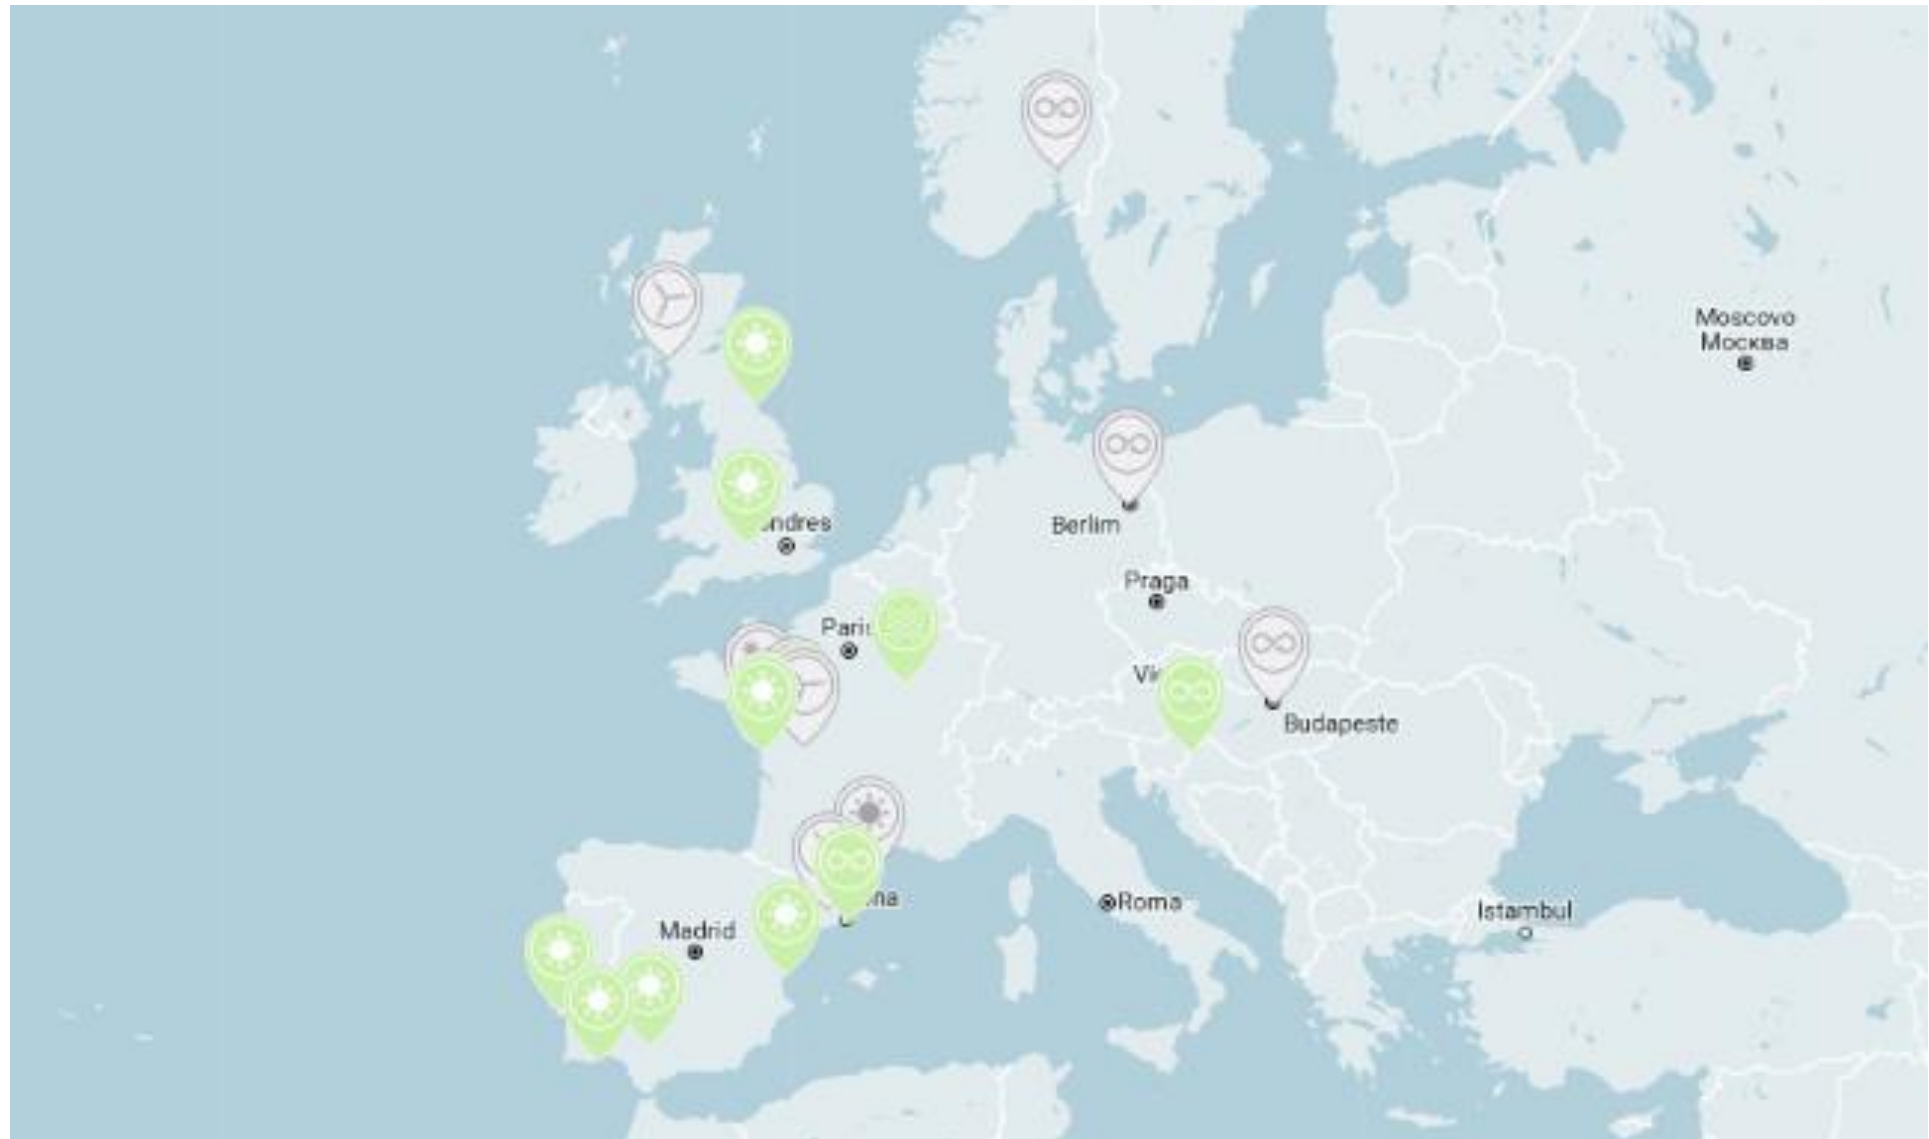 Moscovo
Москва
ndres
Berlim
Praga
Pari
Vi
Budapeste
na
Roma
Istambul
Madrid